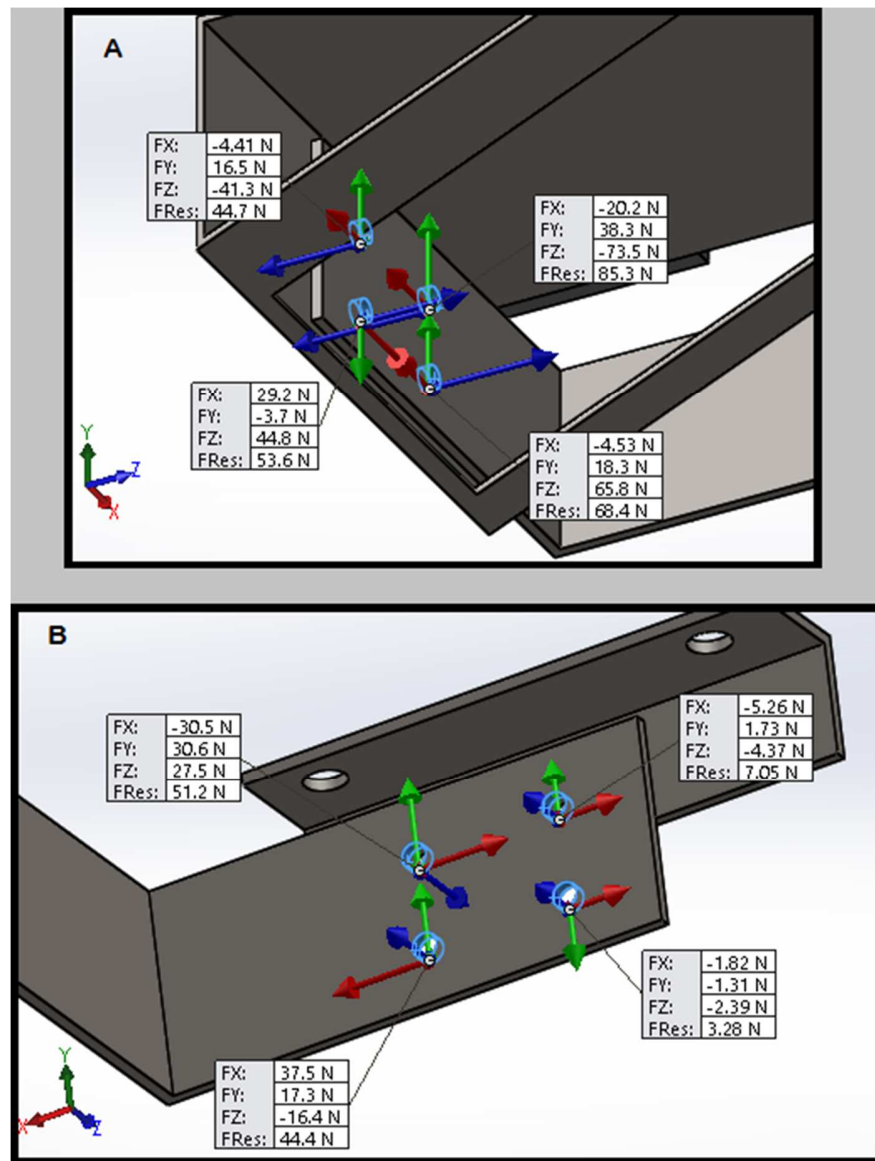 A
FX: -4.41 N
FY: 16.5 N
FZ: -41.3 N
FRes: 44.7 N
FX: -20.2 N
FY: 38.3 N
FZ: -73.5 N
FRes: 85.3 N
FX: 29.2 N
FY: -3.7 N
FZ: 44.8 N
FRes: 53.6 N
FX: -4.53 N
FY: 18.3 N
FZ: 65.8 N
FRes: 68.4 N
Y
Z
X
B
FX: -30.5 N
FY: 30.6 N
FZ: 27.5 N
FRes: 51.2 N
FX: -5.26 N
FY: 1.73 N
FZ: -4.37 N
FRes: 7.05 N
FX: -1.82 N
FY: -1.31 N
FZ: -2.39 N
FRes: 3.28 N
FX: 37.5 N
FY: 17.3 N
FZ: -16.4 N
FRes: 44.4 N
Y
X
Z